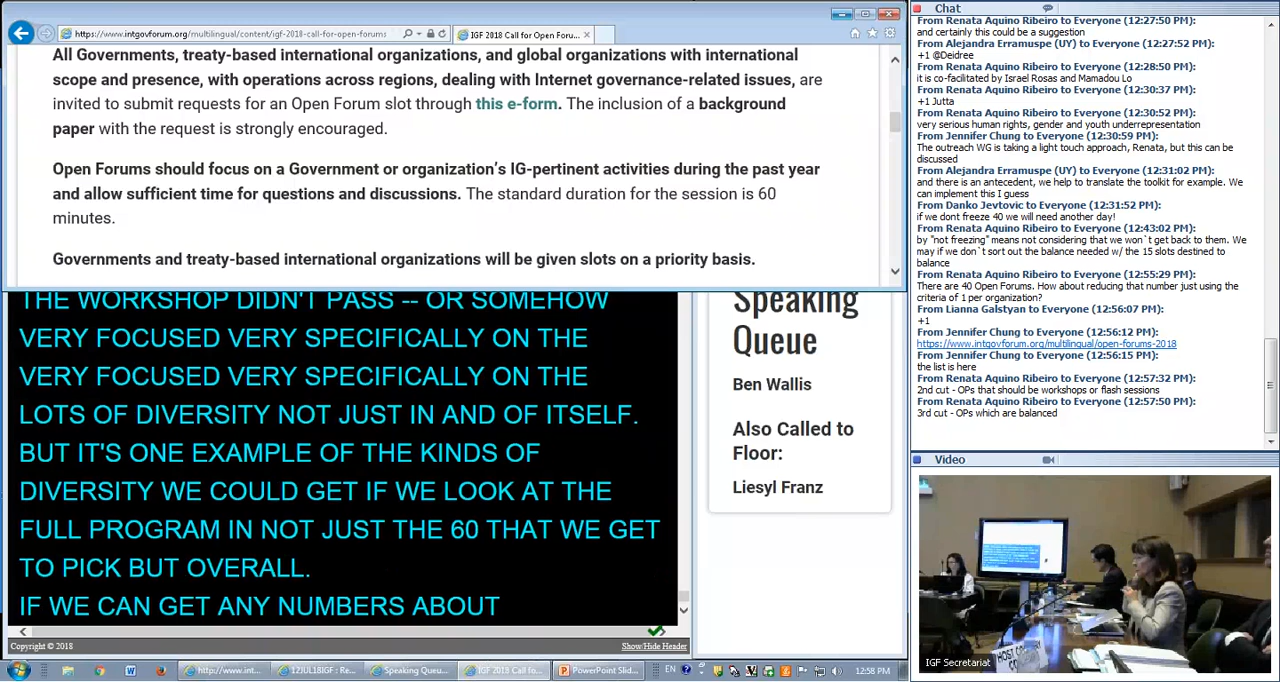 https://www.intgovforum.org/multilingual/content/igf-2018-call-for-open-forums
IGF 2018 Call for Open Foru...
All Governments, treaty-based international organizations, and global organizations with international
scope and presence, with operations across regions, dealing with Internet governance-related issues, are
invited to submit requests for an Open Forum slot through this e-form. The inclusion of a background
paper with the request is strongly encouraged.
Open Forums should focus on a Government or organization’s IG-pertinent activities during the past year
and allow sufficient time for questions and discussions. The standard duration for the session is 60
minutes.
Governments and treaty-based international organizations will be given slots on a priority basis.
THE WORKSHOP DIDN'T PASS -- OR SOMEHOW
VERY FOCUSED VERY SPECIFICALLY ON THE
VERY FOCUSED VERY SPECIFICALLY ON THE
LOTS OF DIVERSITY NOT JUST IN AND OF ITSELF.
BUT IT'S ONE EXAMPLE OF THE KINDS OF
DIVERSITY WE COULD GET IF WE LOOK AT THE
FULL PROGRAM IN NOT JUST THE 60 THAT WE GET
TO PICK BUT OVERALL.
IF WE CAN GET ANY NUMBERS ABOUT
Copyright © 2018
Show/Hide Header
Speaking
Queue
Ben Wallis
Also Called to
Floor:
Liesyl Franz
Chat
From Renata Aquino Ribeiro to Everyone (12:27:50 PM):
and certainly this could be a suggestion
From Alejandra Erramuspe (UY) to Everyone (12:27:52 PM):
+1 @Deidree
From Renata Aquino Ribeiro to Everyone (12:28:50 PM):
it is co-facilitated by Israel Rosas and Mamadou Lo
From Renata Aquino Ribeiro to Everyone (12:30:37 PM):
+1 Jutta
From Renata Aquino Ribeiro to Everyone (12:30:52 PM):
very serious human rights, gender and youth underrepresentation
From Jennifer Chung to Everyone (12:30:59 PM):
The outreach WG is taking a light touch approach, Renata, but this can be
discussed
From Alejandra Erramuspe (UY) to Everyone (12:31:02 PM):
and there is an antecedent, we help to translate the toolkit for example. We
can implement this I guess
From Danko Jevtovic to Everyone (12:31:52 PM):
if we dont freeze 40 we will need another day!
From Renata Aquino Ribeiro to Everyone (12:43:02 PM):
by "not freezing" means not considering that we won`t get back to them. We
may if we don`t sort out the balance needed w/ the 15 slots destined to
balance
From Renata Aquino Ribeiro to Everyone (12:55:29 PM):
There are 40 Open Forums. How about reducing that number just using the
criteria of 1 per organization?
From Lianna Galstyan to Everyone (12:56:07 PM):
+1
From Jennifer Chung to Everyone (12:56:12 PM):
https://www.intgovforum.org/multilingual/open-forums-2018
From Jennifer Chung to Everyone (12:56:15 PM):
the list is here
From Renata Aquino Ribeiro to Everyone (12:57:32 PM):
2nd cut - OPs that should be workshops or flash sessions
From Renata Aquino Ribeiro to Everyone (12:57:50 PM):
3rd cut - OPs which are balanced
Video
HOST COUNTRY
IGF Secretariat
http://www.int...
12JUL18IGF : Re...
Speaking Queu...
IGF 2018 Call fo...
PowerPoint Slid...
EN
12:58 PM